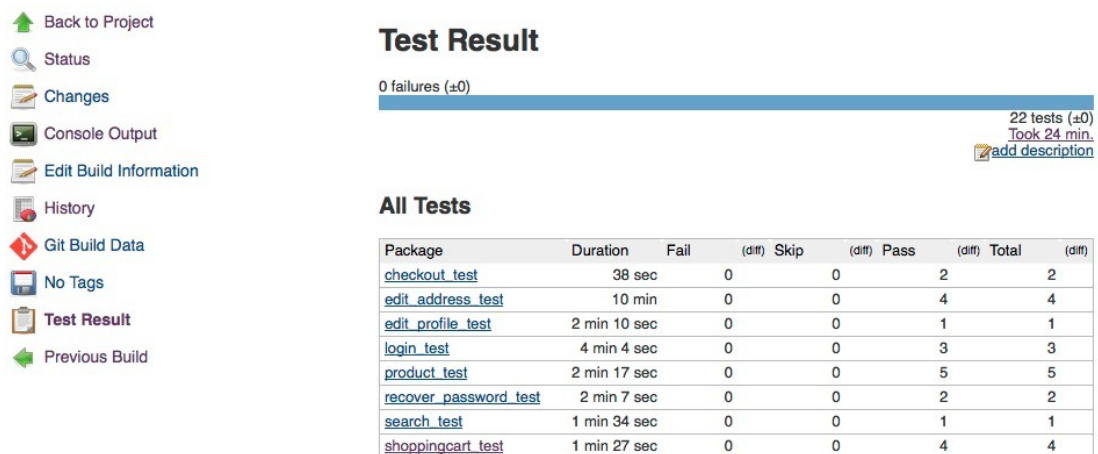 Back to Project
Status
Changes
Console Output
Edit Build Information
History
Git Build Data
No Tags
Test Result
Previous Build
Test Result
0 failures (±0)
22 tests (±0)
Took 24 min.
add description
All Tests
Package Duration Fail (diff) Skip (diff) Pass (diff) Total (diff)
checkout_test 38 sec 0 0 2 2
edit_address_test 10 min 0 0 4 4
edit_profile_test 2 min 10 sec 0 0 1 1
login_test 4 min 4 sec 0 0 3 3
product_test 2 min 17 sec 0 0 5 5
recover_password_test 2 min 7 sec 0 0 2 2
search_test 1 min 34 sec 0 0 1 1
shoppingcart_test 1 min 27 sec 0 0 4 4